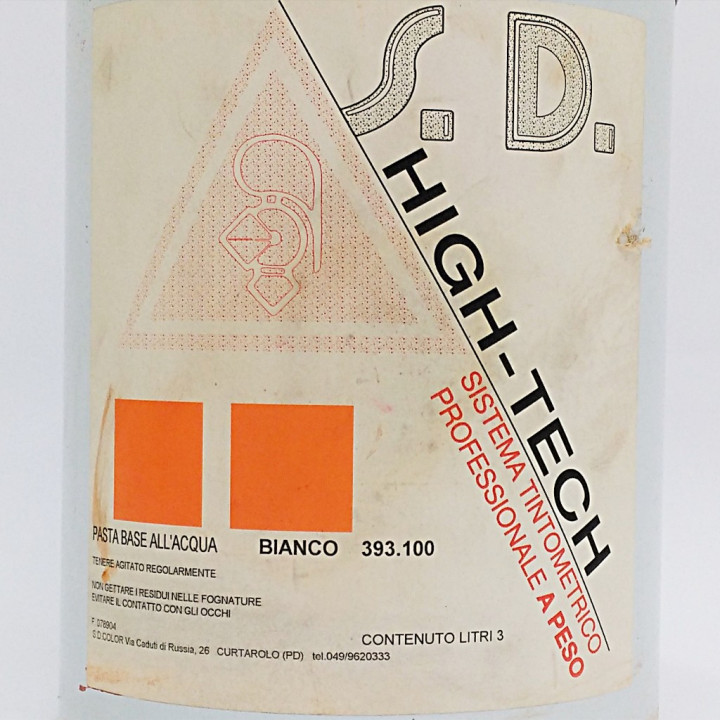 S. D.
HIGH-TECH
SISTEMA TINTOMETRICO
PROFESSIONALE A PESO
PASTA BASE ALL'ACQUA
BIANCO 393.100
TENERE AGITATO REGOLARMENTE
NON GETTARE I RESIDUI NELLE FOGNATURE
EVITARE IL CONTATTO CON GLI OCCHI
CONTENUTO LITRI 3
F. 078904
S.D.COLOR Via Caduti di Russia, 26 CURTAROLO (PD) tel.049/9620333